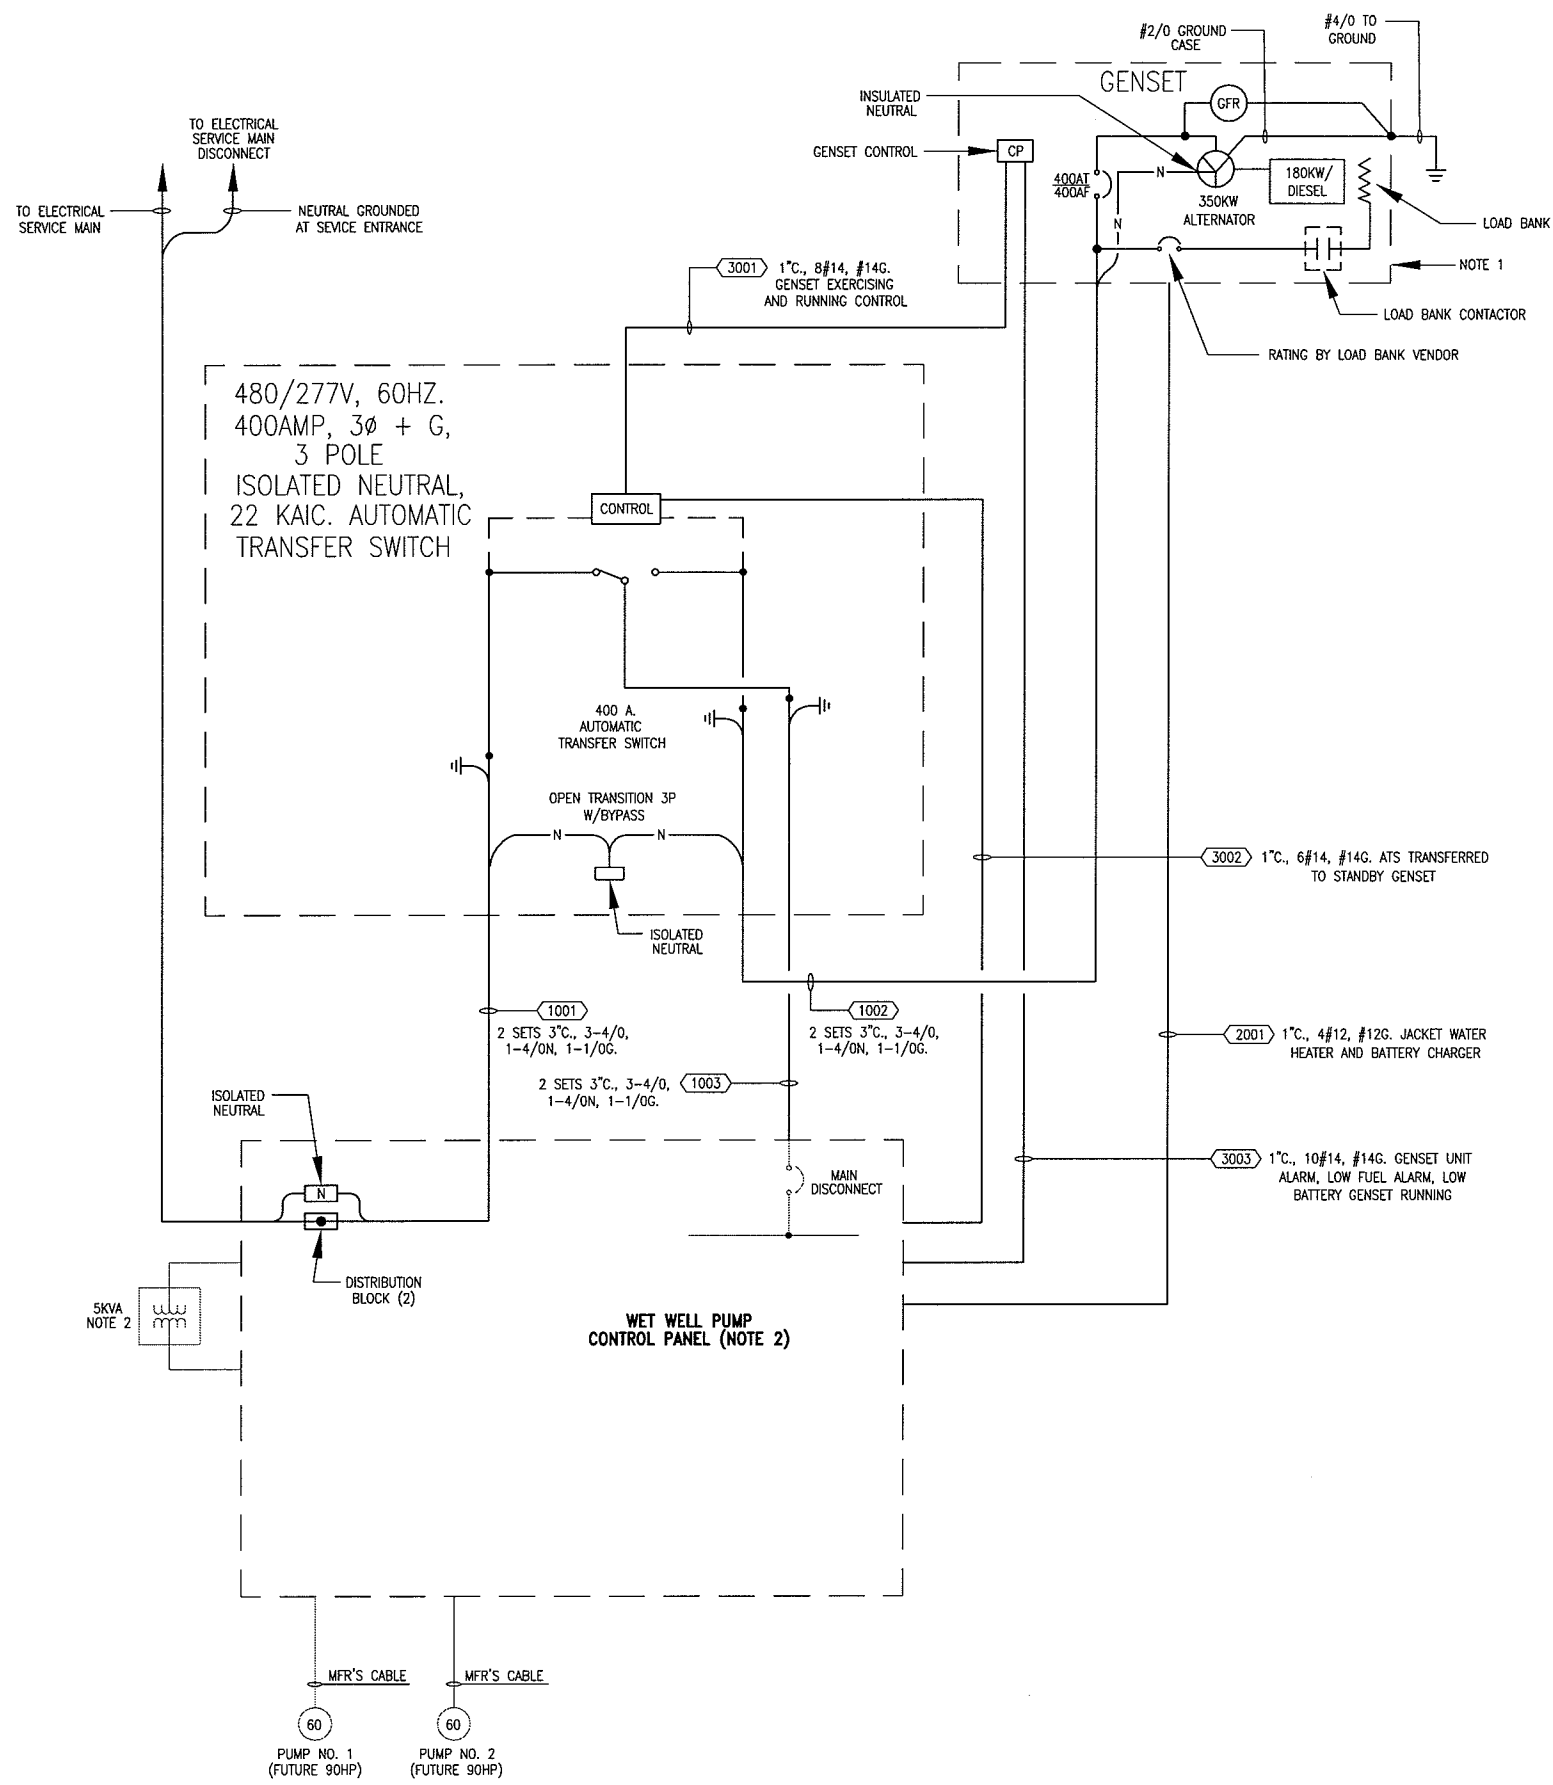 #4/0 TO
GROUND
#2/0 GROUND
CASE
GENSET
INSULATED
NEUTRAL
GFR
TO ELECTRICAL
SERVICE MAIN
DISCONNECT
GENSET CONTROL
CP
400AT
400AF
N
180KW/
DIESEL
350KW
ALTERNATOR
N
LOAD BANK
TO ELECTRICAL
SERVICE MAIN
NEUTRAL GROUNDED
AT SEVICE ENTRANCE
NOTE 1
3001
1"C., 8#14, #14G.
GENSET EXERCISING
AND RUNNING CONTROL
LOAD BANK CONTACTOR
RATING BY LOAD BANK VENDOR
480/277V, 60HZ.
400AMP, 3ø + G,
3 POLE
ISOLATED NEUTRAL,
22 KAIC. AUTOMATIC
TRANSFER SWITCH
CONTROL
400 A.
AUTOMATIC
TRANSFER SWITCH
OPEN TRANSITION 3P
W/BYPASS
N
N
3002
1"C., 6#14, #14G. ATS TRANSFERRED
TO STANDBY GENSET
ISOLATED
NEUTRAL
1001
2 SETS 3"C., 3-4/0,
1-4/0N, 1-1/0G.
1002
2 SETS 3"C., 3-4/0,
1-4/0N, 1-1/0G.
2001
1"C., 4#12, #12G. JACKET WATER
HEATER AND BATTERY CHARGER
2 SETS 3"C., 3-4/0,
1-4/0N, 1-1/0G.
1003
ISOLATED
NEUTRAL
3003
1"C., 10#14, #14G. GENSET UNIT
ALARM, LOW FUEL ALARM, LOW
BATTERY GENSET RUNNING
MAIN
DISCONNECT
N
DISTRIBUTION
BLOCK (2)
5KVA
NOTE 2
WET WELL PUMP
CONTROL PANEL (NOTE 2)
MFR'S CABLE
MFR'S CABLE
60
60
PUMP NO. 1
(FUTURE 90HP)
PUMP NO. 2
(FUTURE 90HP)